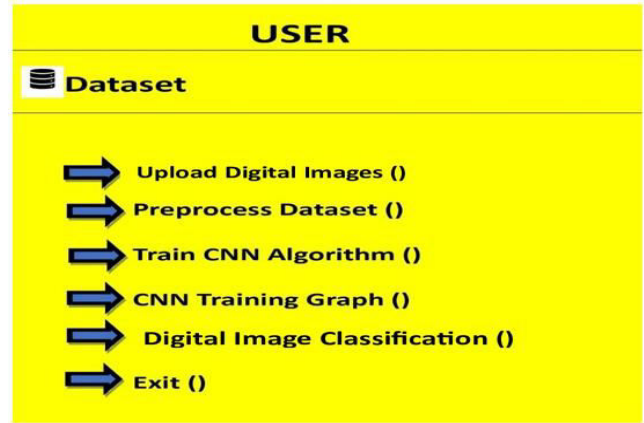 USER
Dataset
Upload Digital Images ()
Preprocess Dataset ()
Train CNN Algorithm ()
CNN Training Graph ()
Digital Image Classification ()
Exit ()